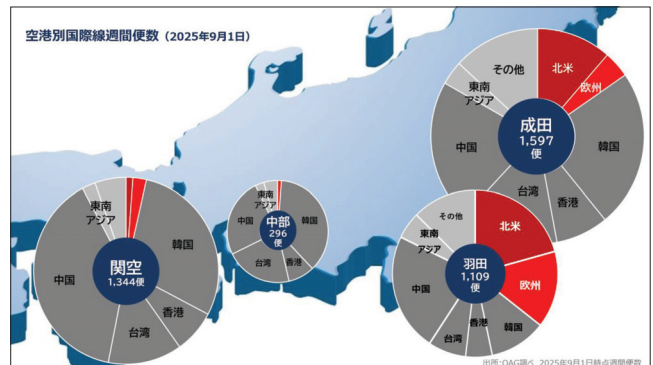 空港別国際線週間便数（2025年9月1日）
成田
1,597
便
北米
欧州
韓国
香港
台湾
中国
東南
アジア
その他
羽田
1,109
便
北米
欧州
韓国
香港
台湾
中国
東南
アジア
その他
中部
296
便
韓国
香港
台湾
中国
東南
アジア
関空
1,344便
韓国
香港
台湾
中国
東南
アジア
出所:OAG調べ 2025年9月1日時点週間便数